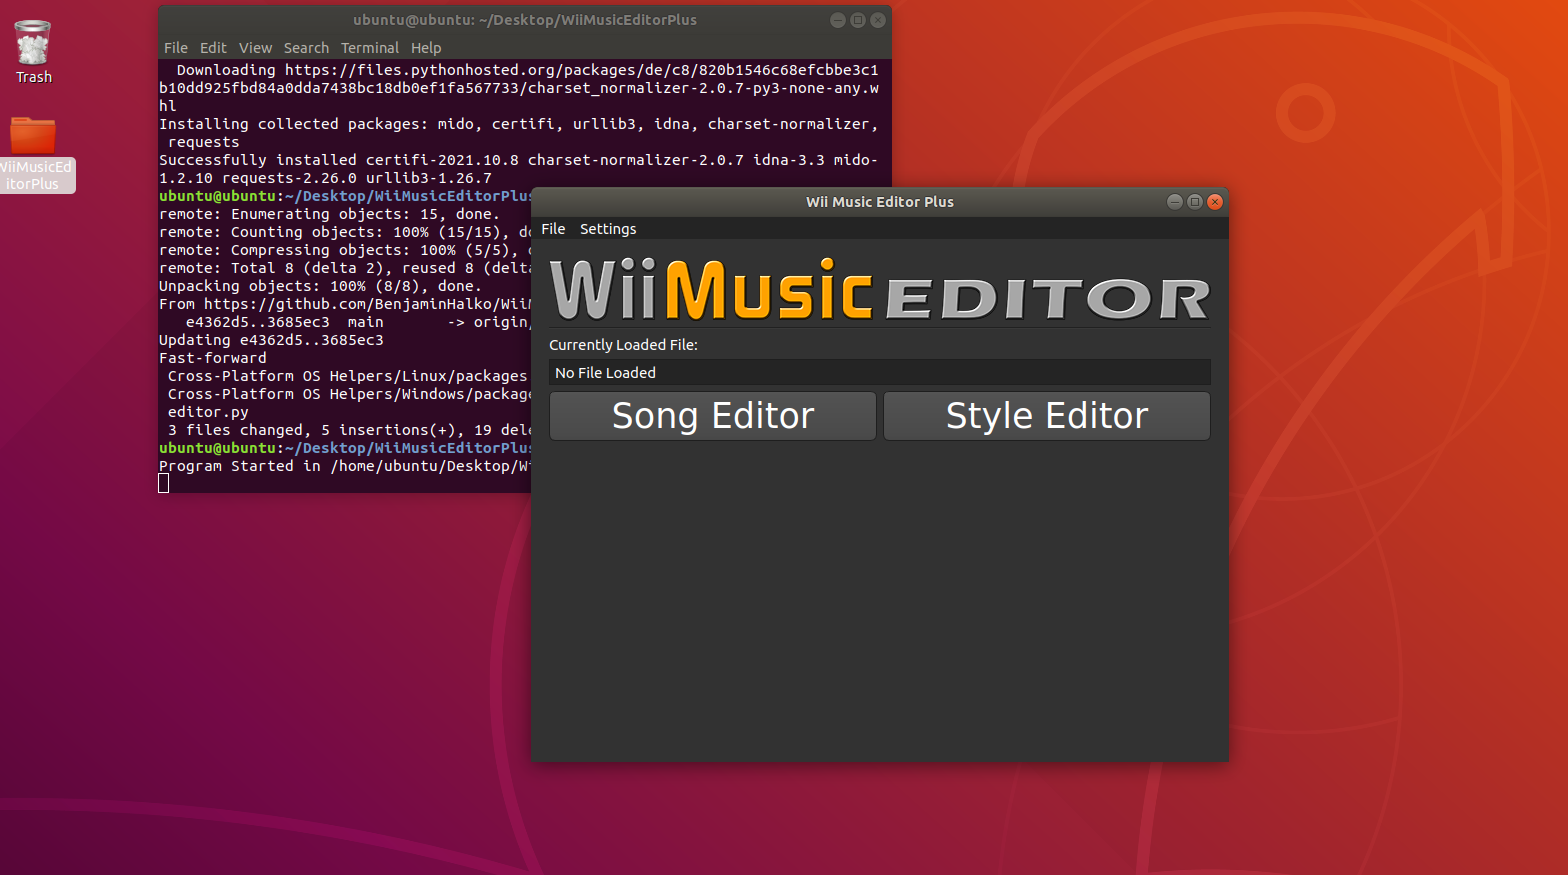 Trash
WiiMusicEd
itorPlus
ubuntu@ubuntu: ~/Desktop/WiiMusicEditorPlus
File Edit View Search Terminal Help
Downloading https://files.pythonhosted.org/packages/de/c8/820b1546c68efcbbe3c1
b10dd925fbd84a0dda7438bc18db0ef1fa567733/charset_normalizer-2.0.7-py3-none-any.w
hl
Installing collected packages: mido, certifi, urllib3, idna, charset-normalizer,
requests
Successfully installed certifi-2021.10.8 charset-normalizer-2.0.7 idna-3.3 mido-
1.2.10 requests-2.26.0 urllib3-1.26.7
ubuntu@ubuntu:~/Desktop/WiiMusicEditorPlus
remote: Enumerating objects: 15, done.
remote: Counting objects: 100% (15/15), do
remote: Compressing objects: 100% (5/5),
remote: Total 8 (delta 2), reused 8 (delta
Unpacking objects: 100% (8/8), done.
From https://github.com/BenjaminHalko/WiiM
e4362d5..3685ec3 main -> origin/
Updating e4362d5..3685ec3
Fast-forward
Cross-Platform OS Helpers/Linux/packages
Cross-Platform OS Helpers/Windows/package
editor.py
3 files changed, 5 insertions(+), 19 dele
ubuntu@ubuntu:~/Desktop/WiiMusicEditorPlus
Program Started in /home/ubuntu/Desktop/Wi
Wii Music Editor Plus
File Settings
WiiMusic EDITOR
Currently Loaded File:
No File Loaded
Song Editor Style Editor